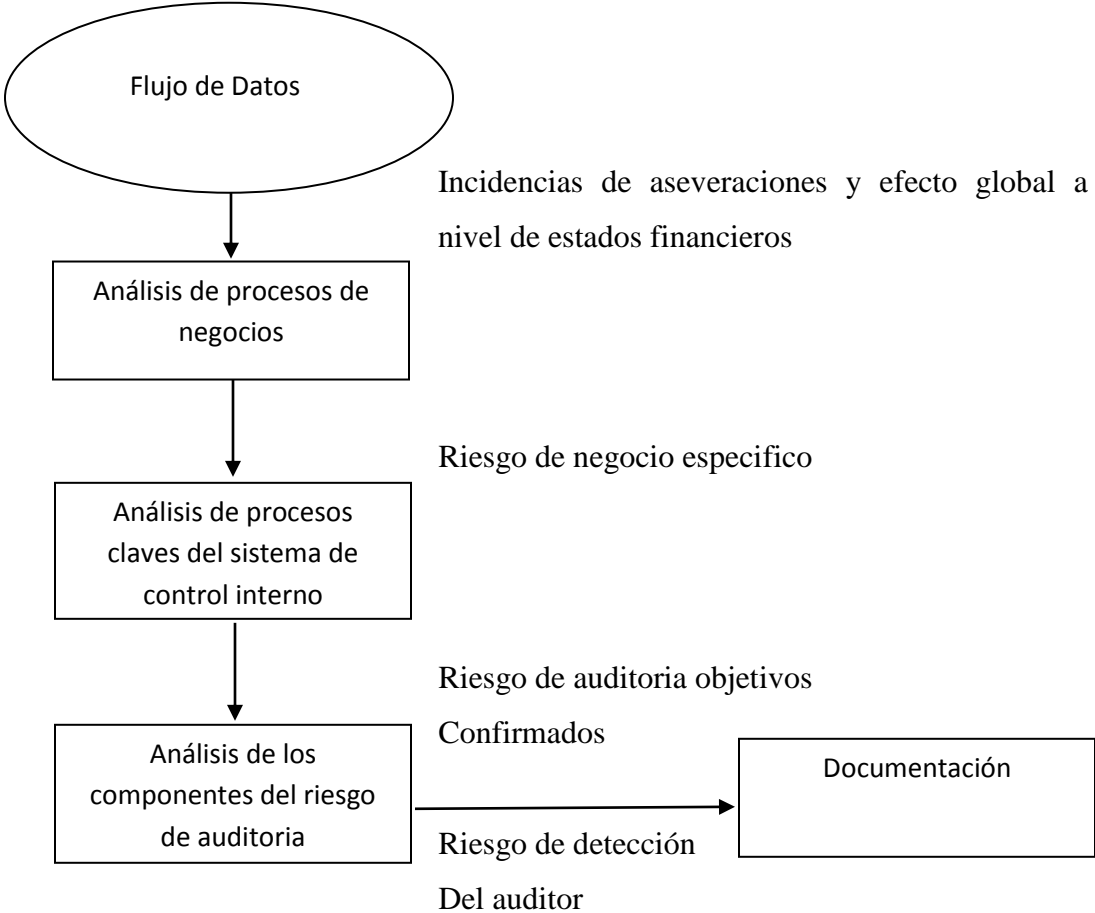 Flujo de Datos
Incidencias de aseveraciones y efecto global a
nivel de estados financieros
Análisis de procesos de
negocios
Riesgo de negocio especifico
Análisis de procesos
claves del sistema de
control interno
Riesgo de auditoria objetivos
Confirmados
Análisis de los
componentes del riesgo
de auditoria
Documentación
Riesgo de detección
Del auditor